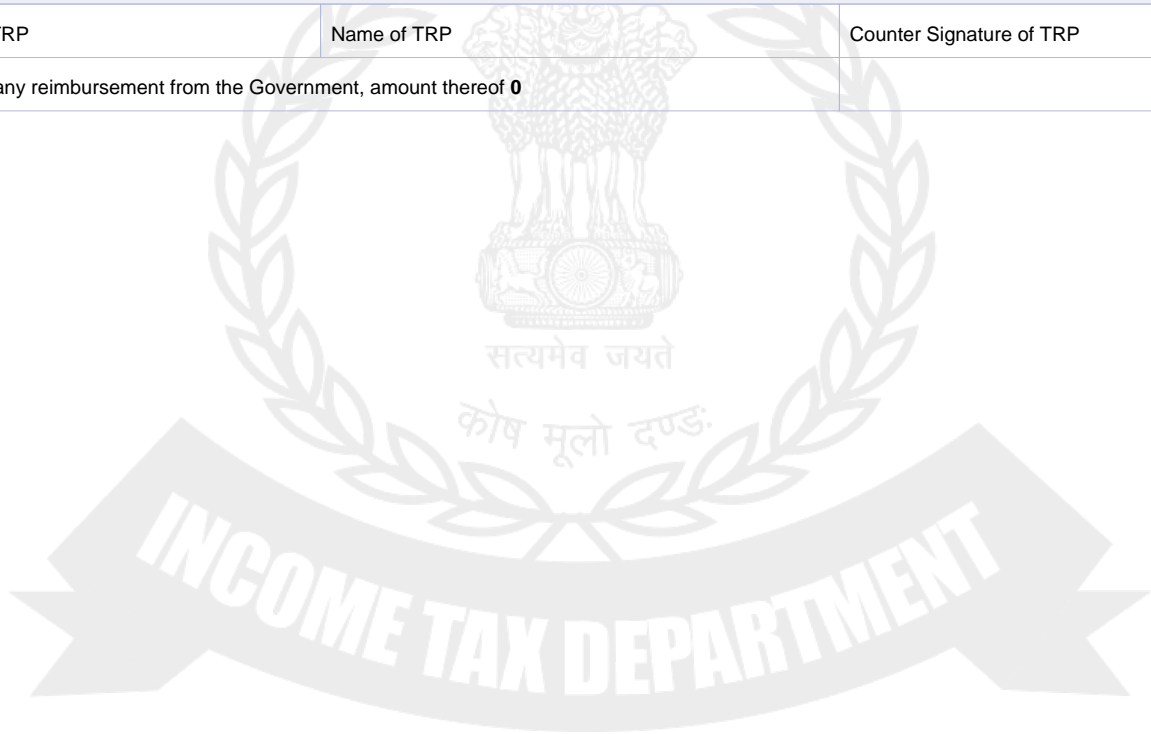 TRP Name of TRP Counter Signature of TRP
any reimbursement from the Government, amount thereof 0
सत्यमेव जयते
कोष मूलो दण्डः
INCOME TAX DEPARTMENT